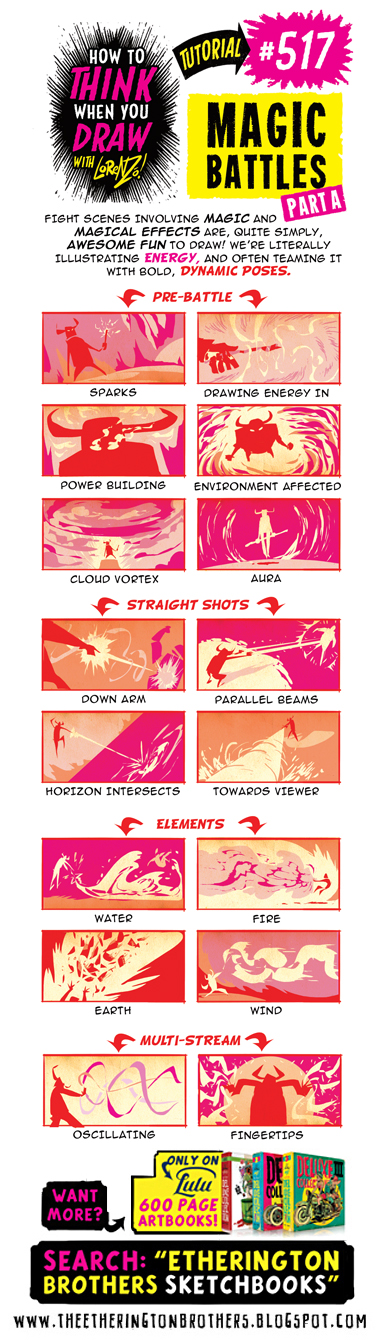 HOW TO
THINK
WHEN YOU
DRAW
WITH LORENZO!
TUTORIAL
#517
MAGIC
BATTLES
PART A
FIGHT SCENES INVOLVING MAGIC AND
MAGICAL EFFECTS ARE, QUITE SIMPLY,
AWESOME FUN TO DRAW! WE'RE LITERALLY
ILLUSTRATING ENERGY, AND OFTEN TEAMING IT
WITH BOLD, DYNAMIC POSES.
PRE-BATTLE
SPARKS
DRAWING ENERGY IN
POWER BUILDING
ENVIRONMENT AFFECTED
CLOUD VORTEX
AURA
STRAIGHT SHOTS
DOWN ARM
PARALLEL BEAMS
HORIZON INTERSECTS
TOWARDS VIEWER
ELEMENTS
WATER
FIRE
EARTH
WIND
MULTI-STREAM
OSCILLATING
FINGERTIPS
WANT
MORE?
ONLY ON
Lulu
600 PAGE
ARTBOOKS!
DELUXE III
SEARCH: "ETHERINGTON
BROTHERS SKETCHBOOKS"
WWW.THEETHERINGTONBROTHERS.BLOGSPOT.COM